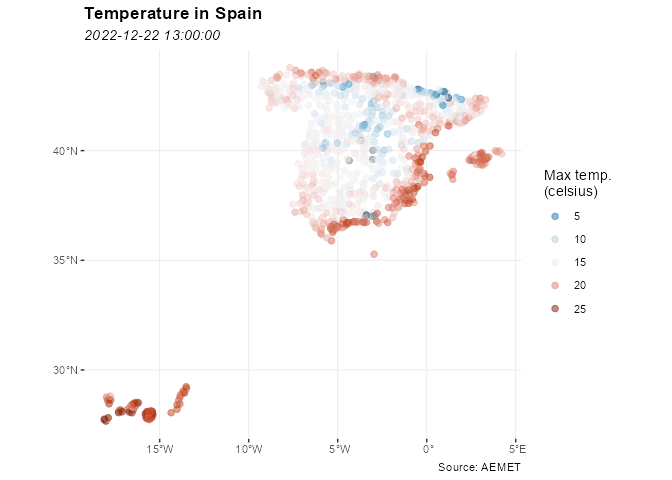 Temperature in Spain
2022-12-22 13:00:00
40°N
35°N
30°N
15°W
10°W
5°W
0°
5°E
Max temp.
(celsius)
5
10
15
20
25
Source: AEMET